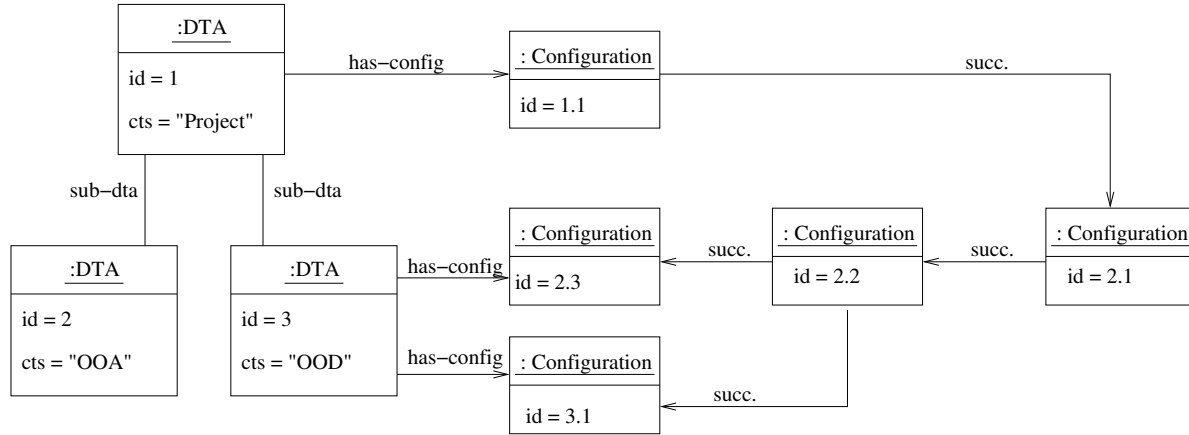 :DTA
id = 1
cts = "Project"
has−config
: Configuration
id = 1.1
succ.
sub−dta
sub−dta
:DTA
id = 2
cts = "OOA"
:DTA
id = 3
cts = "OOD"
has−config
: Configuration
id = 2.3
succ.
: Configuration
id = 2.2
succ.
: Configuration
id = 2.1
has−config
: Configuration
id = 3.1
succ.